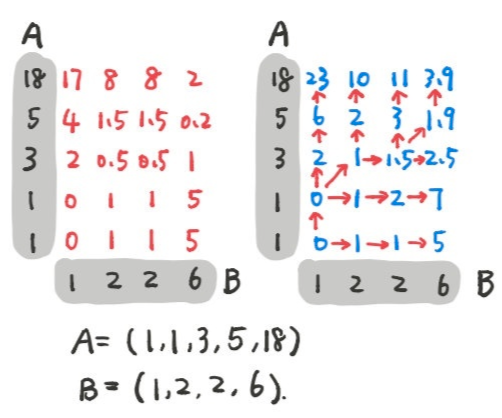 A A
18 17 8 8 2 18 23 10 11 3.9
5 4 1.5 1.5 0.2 5 6 2 3 1.9
3 2 0.5 0.5 1 3 2 1 → 1.5 → 2.5
1 0 1 1 5 1 0 → 1 → 2 → 7
1 0 1 1 5 1 0 → 1 → 1 → 5
1 2 2 6 B 1 2 2 6 B
A = (1,1,3,5,18)
B = (1,2,2,6).